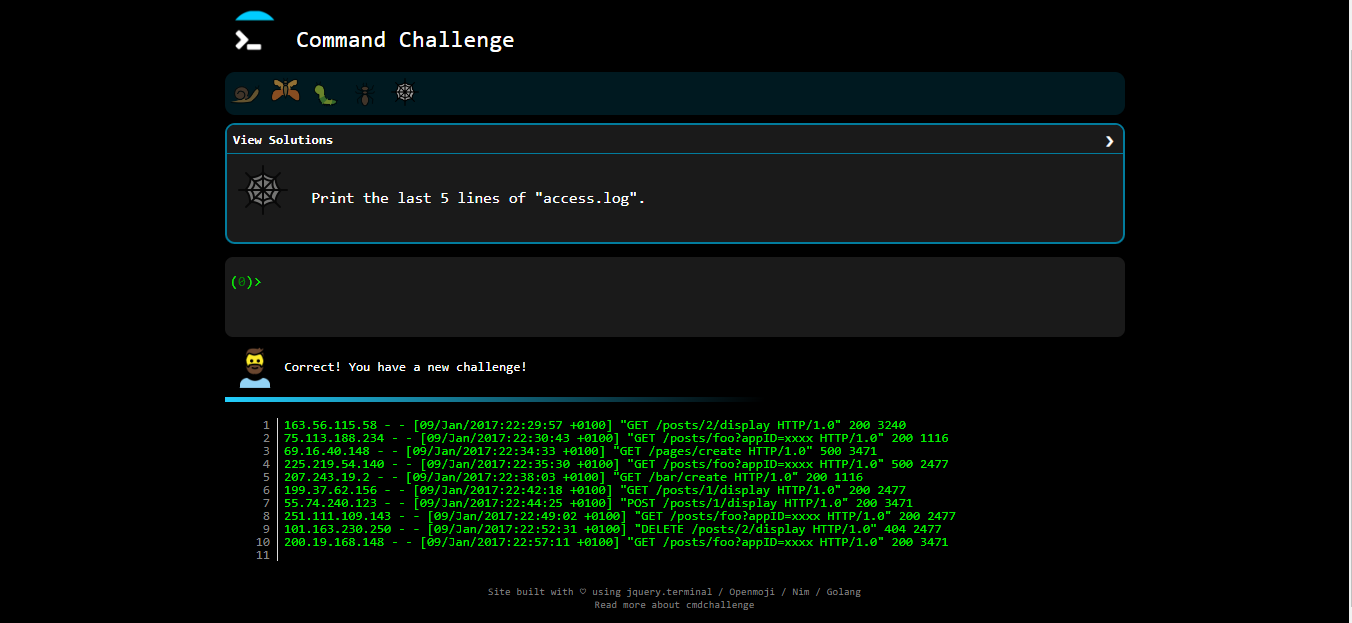 Command Challenge
View Solutions ❯
Print the last 5 lines of "access.log".
(0)>
Correct! You have a new challenge!
1 163.56.115.58 - - [09/Jan/2017:22:29:57 +0100] "GET /posts/2/display HTTP/1.0" 200 3240
2 75.113.188.234 - - [09/Jan/2017:22:30:43 +0100] "GET /posts/foo?appID=xxxx HTTP/1.0" 200 1116
3 69.16.40.148 - - [09/Jan/2017:22:34:33 +0100] "GET /pages/create HTTP/1.0" 500 3471
4 225.219.54.140 - - [09/Jan/2017:22:35:30 +0100] "GET /posts/foo?appID=xxxx HTTP/1.0" 500 2477
5 207.243.19.2 - - [09/Jan/2017:22:38:03 +0100] "GET /bar/create HTTP/1.0" 200 1116
6 199.37.62.156 - - [09/Jan/2017:22:42:18 +0100] "GET /posts/1/display HTTP/1.0" 200 2477
7 55.74.240.123 - - [09/Jan/2017:22:44:25 +0100] "POST /posts/1/display HTTP/1.0" 200 3471
8 251.111.109.143 - - [09/Jan/2017:22:49:02 +0100] "GET /posts/foo?appID=xxxx HTTP/1.0" 200 2477
9 101.163.230.250 - - [09/Jan/2017:22:52:31 +0100] "DELETE /posts/2/display HTTP/1.0" 404 2477
10 200.19.168.148 - - [09/Jan/2017:22:57:11 +0100] "GET /posts/foo?appID=xxxx HTTP/1.0" 200 3471
11
Site built with ♡ using jquery.terminal / Openmoji / Nim / Golang
Read more about cmdchallenge